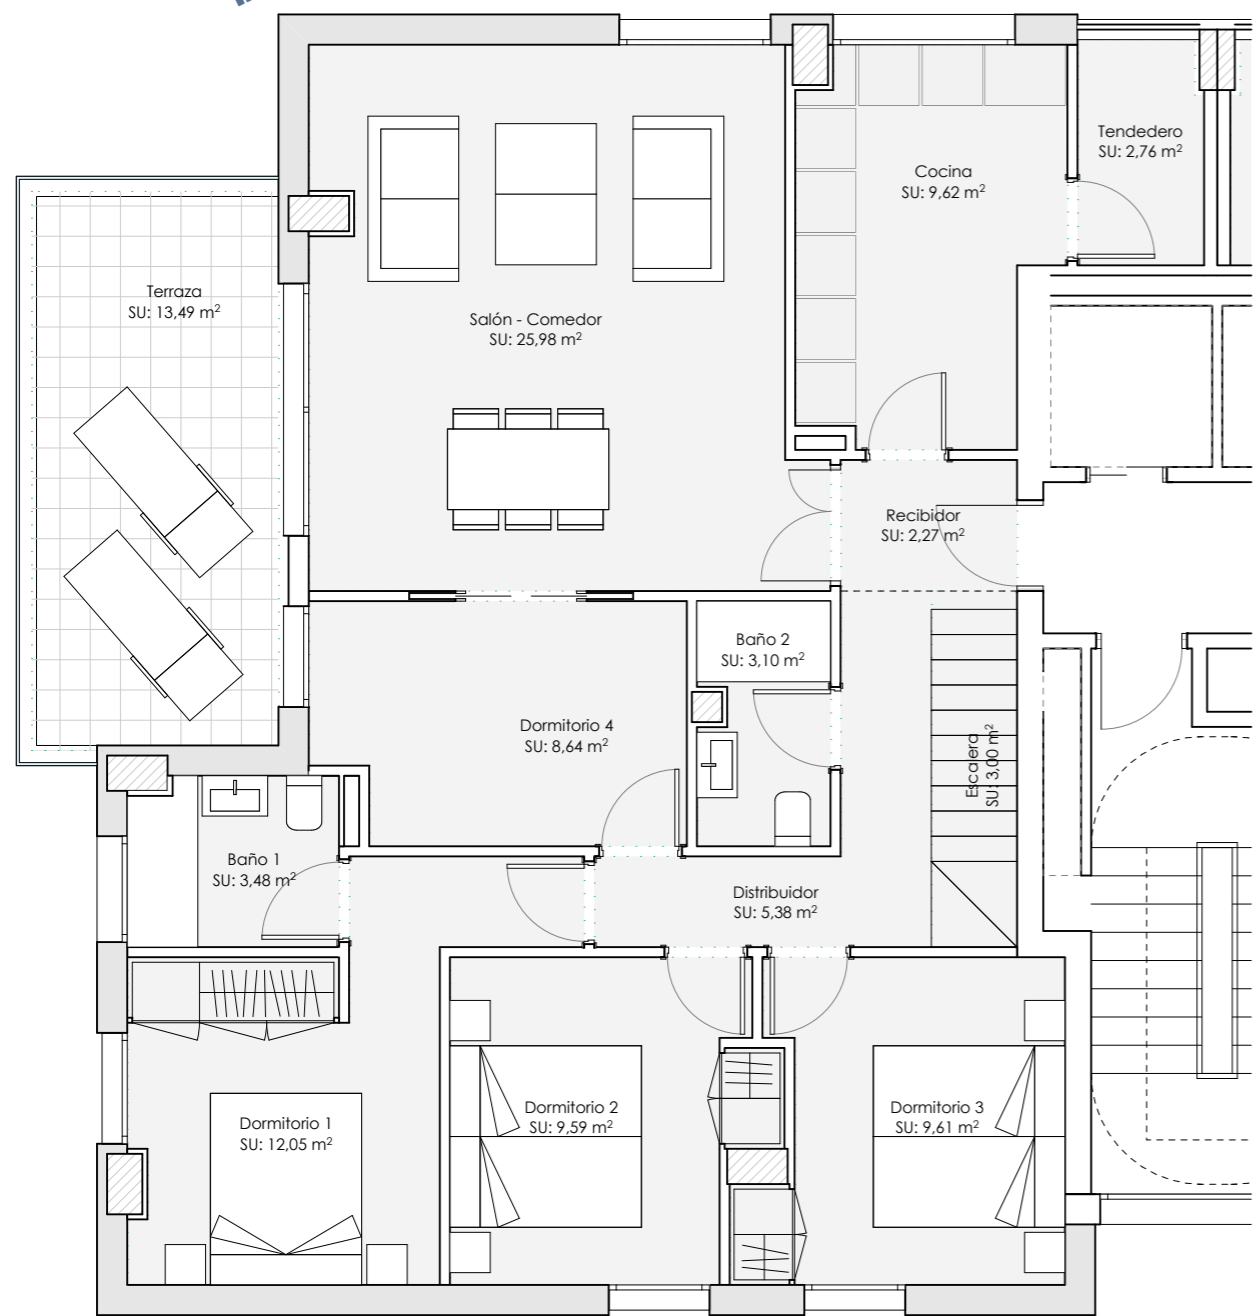 Tendedero
SU: 2,76 m²
Cocina
SU: 9,62 m²
Terraza
SU: 13,49 m²
Salón - Comedor
SU: 25,98 m²
Recibidor
SU: 2,27 m²
Baño 2
SU: 3,10 m²
Dormitorio 4
SU: 8,64 m²
Escalera
SU: 3,00 m²
Baño 1
SU: 3,48 m²
Distribuidor
SU: 5,38 m²
Dormitorio 1
SU: 12,05 m²
Dormitorio 2
SU: 9,59 m²
Dormitorio 3
SU: 9,61 m²